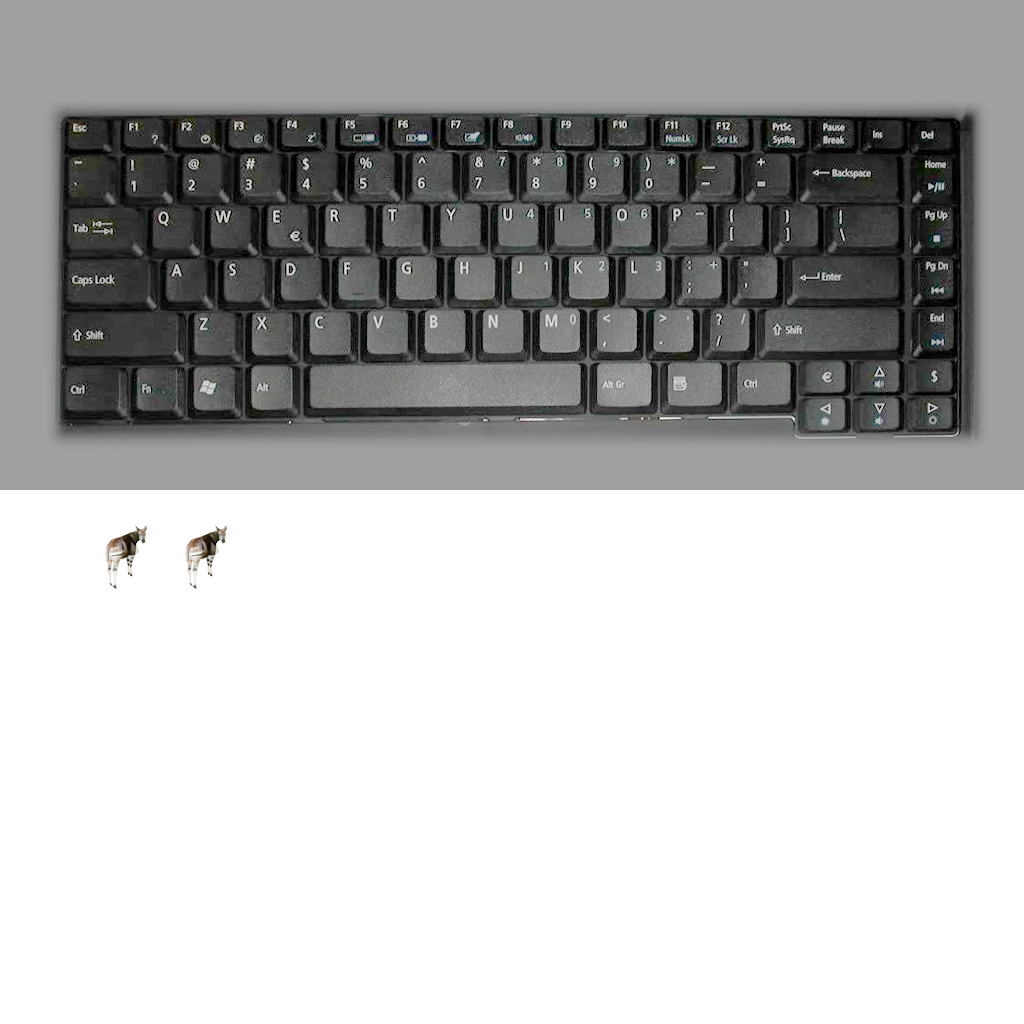 Esc F1 ? F2 F3 F4 Zz F5 F6 F7 F8 F9 F10 F11 NumLk F12 Scr Lk PrtSc SysRq Pause Break Ins Del
~ ` ! 1 @ 2 # 3 $ 4 % 5 ^ 6 & 7 7 * 8 8 ( 9 9 ) * 0 — – + = Backspace Home
Tab Q W E € R T Y U 4 I 5 O 6 P – { [ } ] | \ Pg Up
Caps Lock A S D F G H J 1 K 2 L 3 : + ; " ' Enter Pg Dn
Shift Z X C V B N M 0 < , > . . ? / / Shift End
Ctrl Fn Alt Alt Gr Ctrl € $